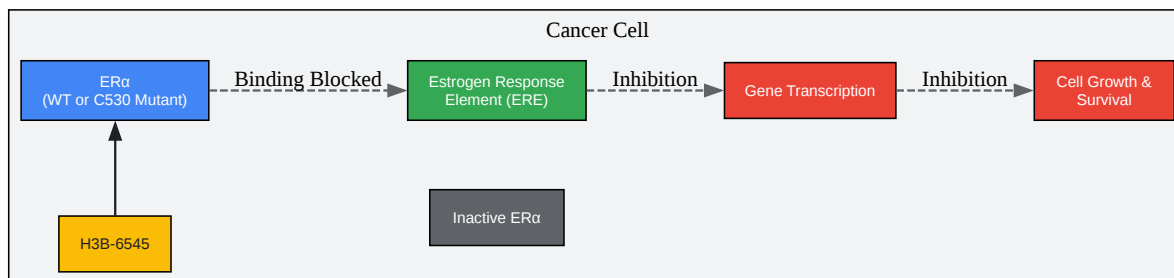 Cancer Cell
ERα
(WT or C530 Mutant)
Binding Blocked
Estrogen Response
Element (ERE)
Inhibition
Gene Transcription
Inhibition
Cell Growth &
Survival
Inactive ERα
H3B-6545